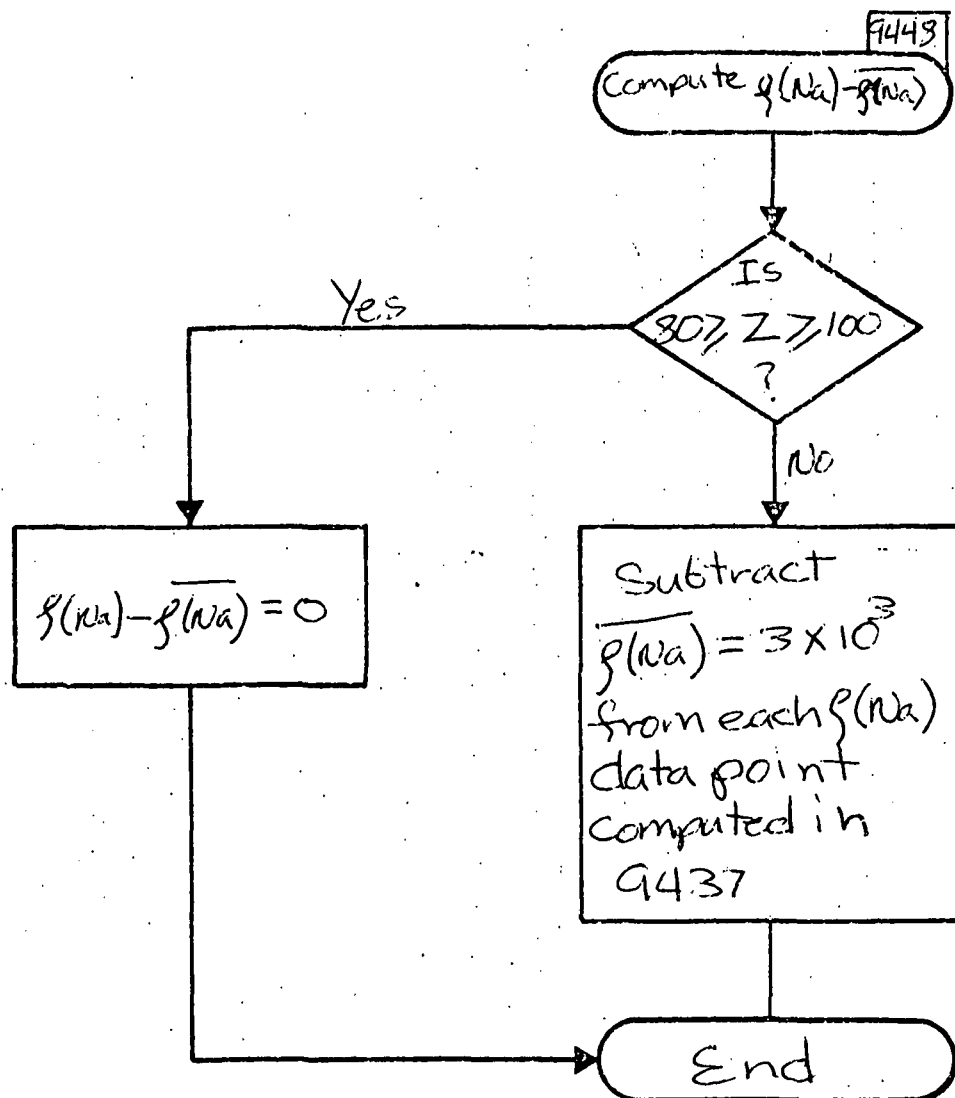 9448
Compute ρ(Na)-ρ(Na)̅
Is
80⩾ Z ⩾100
?
Yes
No
ρ(Na)-ρ(Na)̅ = 0
Subtract
ρ(Na)̅ = 3 × 10³
from each ρ(Na)
data point
computed in
9437
End